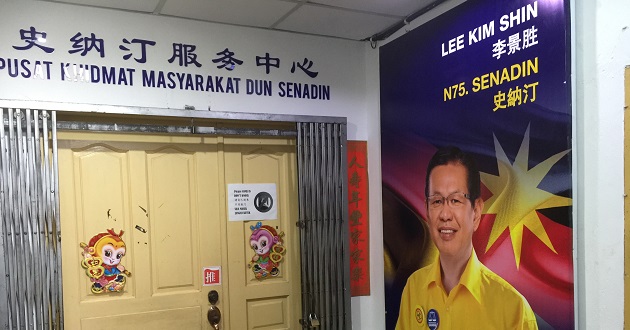 史纳汀服务中心
PUSAT KHIDMAT MASYARAKAT DUN SENADIN
LEE KIM SHIN
李景胜
N75. SENADIN
史納汀
推